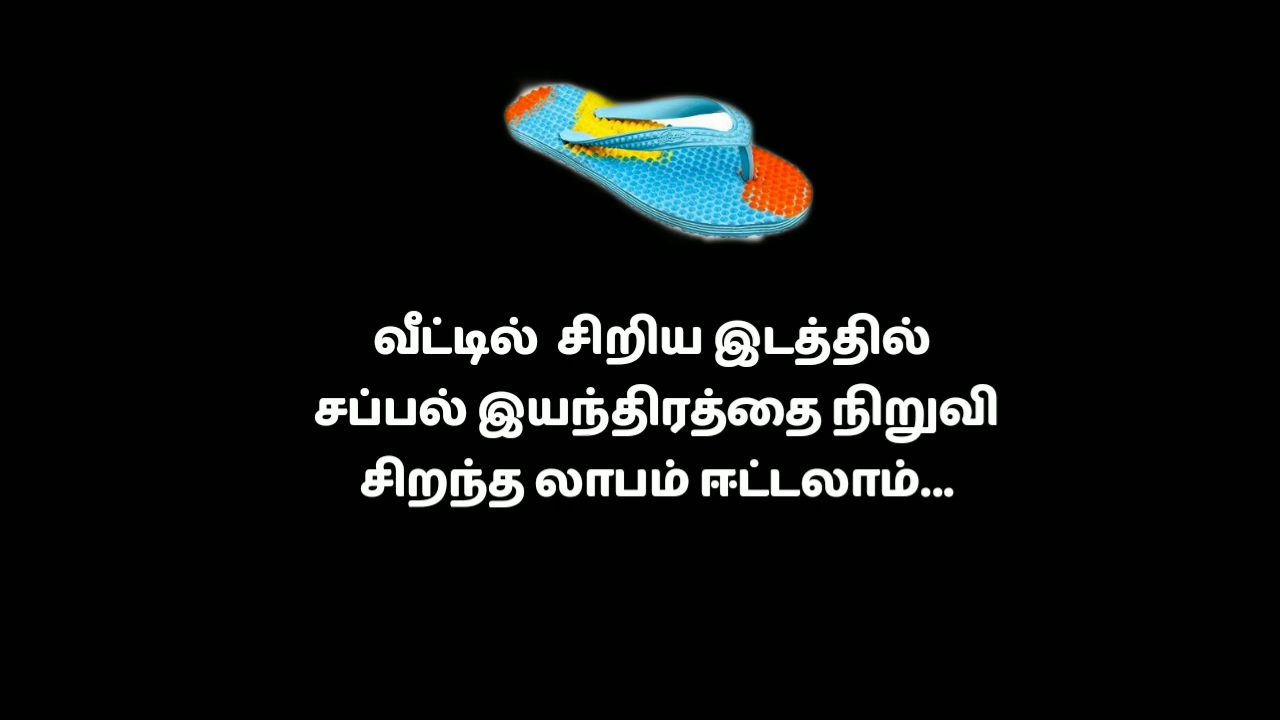 வீட்டில் சிறிய இடத்தில்
சப்பல் இயந்திரத்தை நிறுவி
சிறந்த லாபம் ஈட்டலாம்...